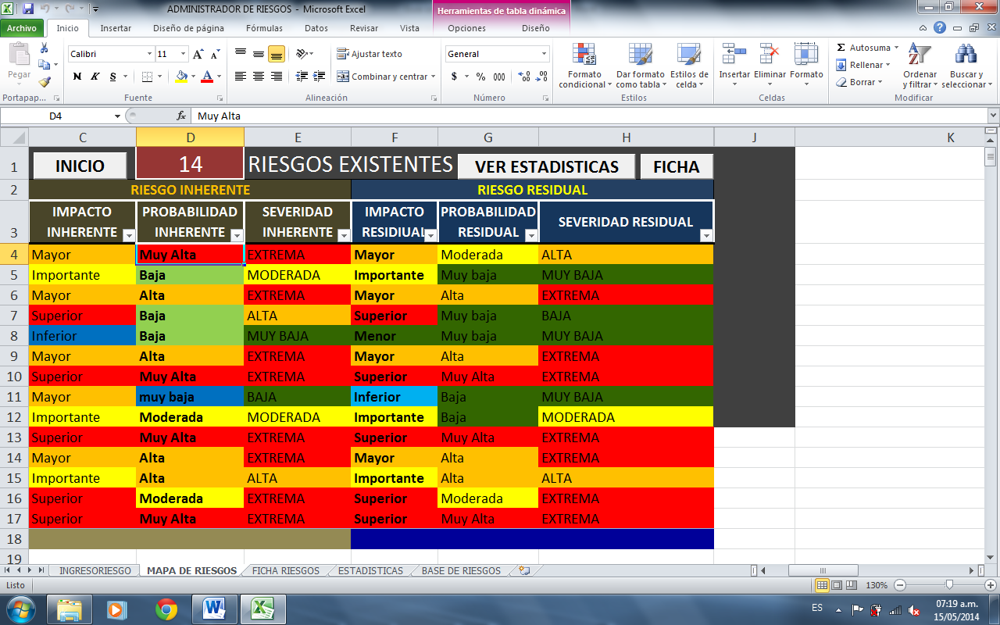 ADMINISTRADOR DE RIESGOS - Microsoft Excel
Herramientas de tabla dinámica
Archivo Inicio Insertar Diseño de página Fórmulas Datos Revisar Vista Opciones Diseño
Pegar
Calibri 11
N K S
Ajustar texto
Combinar y centrar
General
$ % 000
Formato condicional
Dar formato como tabla
Estilos de celda
Insertar Eliminar Formato
Σ Autosuma
Rellenar
Borrar
Ordenar y filtrar
Buscar y seleccionar
Portapap... Fuente Alineación Número Estilos Celdas Modificar
D4 fx Muy Alta
C D E F G H J K
1 INICIO 14 RIESGOS EXISTENTES VER ESTADISTICAS FICHA
2 RIESGO INHERENTE RIESGO RESIDUAL
3 IMPACTO INHERENTE PROBABILIDAD INHERENTE SEVERIDAD INHERENTE IMPACTO RESIDIUAL PROBABILIDAD RESIDUAL SEVERIDAD RESIDUAL
4 Mayor Muy Alta EXTREMA Mayor Moderada ALTA
5 Importante Baja MODERADA Importante Muy baja MUY BAJA
6 Mayor Alta EXTREMA Mayor Alta EXTREMA
7 Superior Baja ALTA Superior Muy baja BAJA
8 Inferior Baja MUY BAJA Menor Muy baja MUY BAJA
9 Mayor Alta EXTREMA Mayor Alta EXTREMA
10 Superior Muy Alta EXTREMA Superior Muy Alta EXTREMA
11 Mayor muy baja BAJA Inferior Baja MUY BAJA
12 Importante Moderada MODERADA Importante Baja MODERADA
13 Superior Muy Alta EXTREMA Superior Muy Alta EXTREMA
14 Mayor Alta EXTREMA Mayor Alta EXTREMA
15 Importante Alta ALTA Importante Alta ALTA
16 Superior Moderada EXTREMA Superior Moderada EXTREMA
17 Superior Muy Alta EXTREMA Superior Muy Alta EXTREMA
18
19
INGRESORIESGO MAPA DE RIESGOS FICHA RIESGOS ESTADISTICAS BASE DE RIESGOS
Listo 130%
ES 07:19 a.m.
15/05/2014